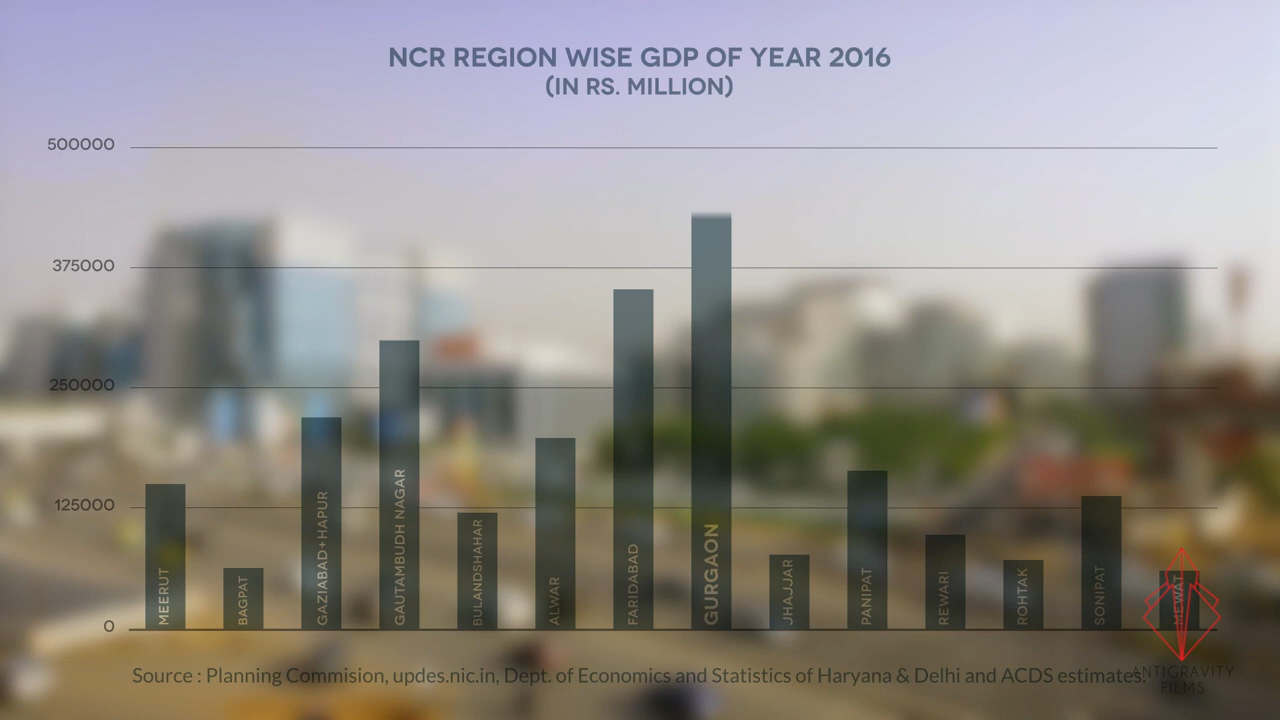 NCR REGION WISE GDP OF YEAR 2016
(IN RS. MILLION)
500000
375000
250000
125000
0
MEERUT
BAGPAT
GAZIABAD+HAPUR
GAUTAMBUDH NAGAR
BULANDSHAHAR
ALWAR
FARIDABAD
GURGAON
JHAJJAR
PANIPAT
REWARI
ROHTAK
SONIPAT
MEWAT
Source : Planning Commision, updes.nic.in, Dept. of Economics and Statistics of Haryana & Delhi and ACDS estimates.
ANTIGRAVITY
FILMS